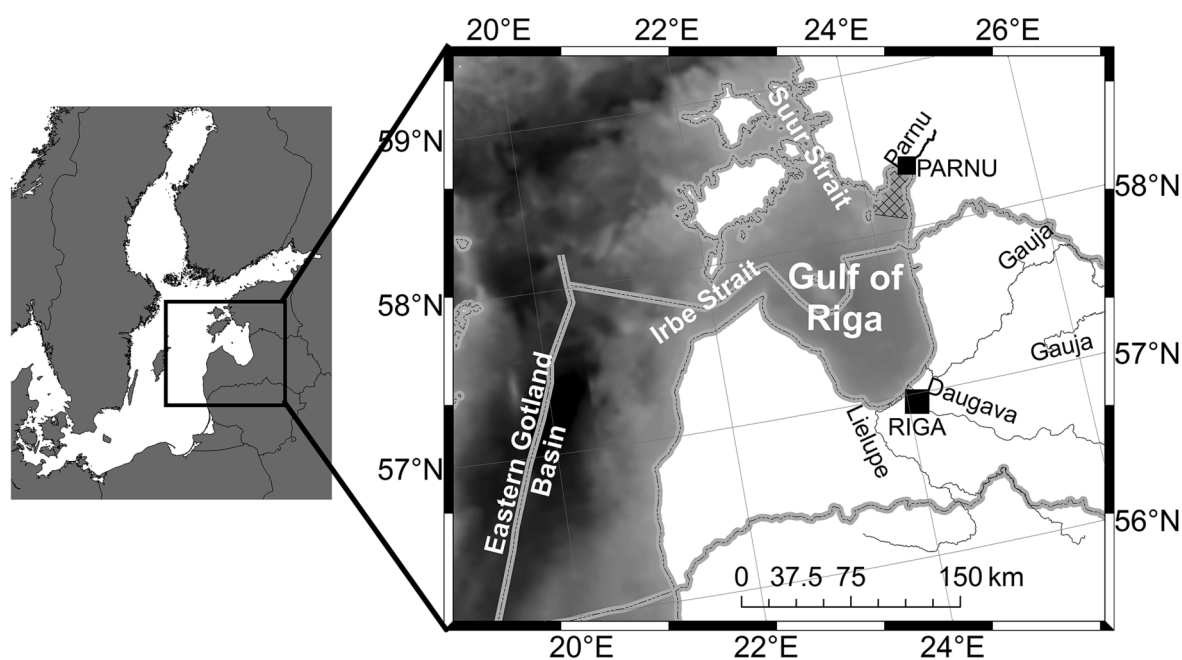 20°E 22°E 24°E 26°E
59°N
58°N
57°N
58°N
57°N
56°N
Suur Strait
Parnu
PARNU
Gauja
Irbe Strait
Gulf of
Riga
Gauja
Eastern Gotland
Basin
Daugava
RIGA
Lielupe
0 37.5 75 150 km
20°E 22°E 24°E